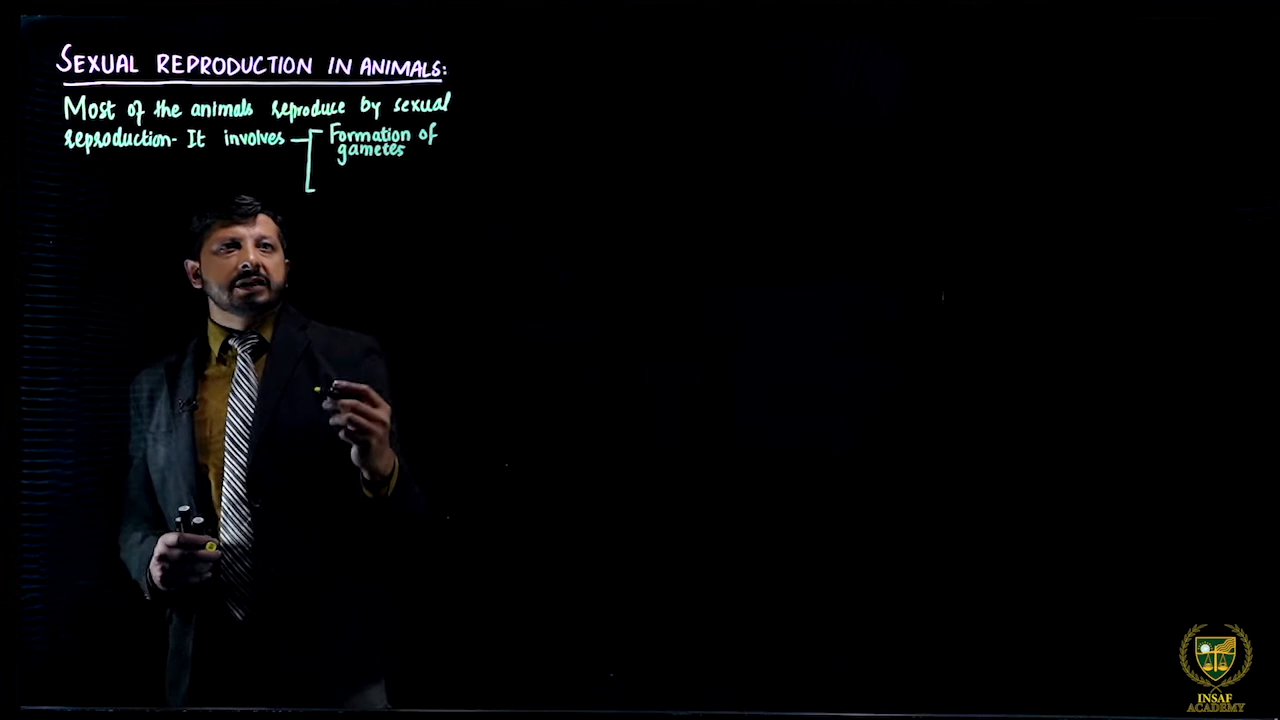 SEXUAL REPRODUCTION IN ANIMALS:
Most of the animals reproduce by sexual
reproduction. It involves
Formation of
gametes
INSAF
ACADEMY